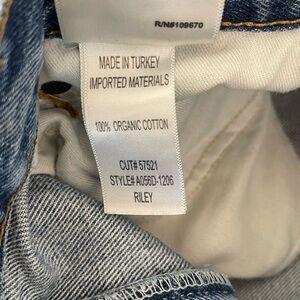 R/N#109670
MADE IN TURKEY
IMPORTED MATERIALS
100% ORGANIC COTTON
CUT# 57521
STYLE# A056D-1206
RILEY